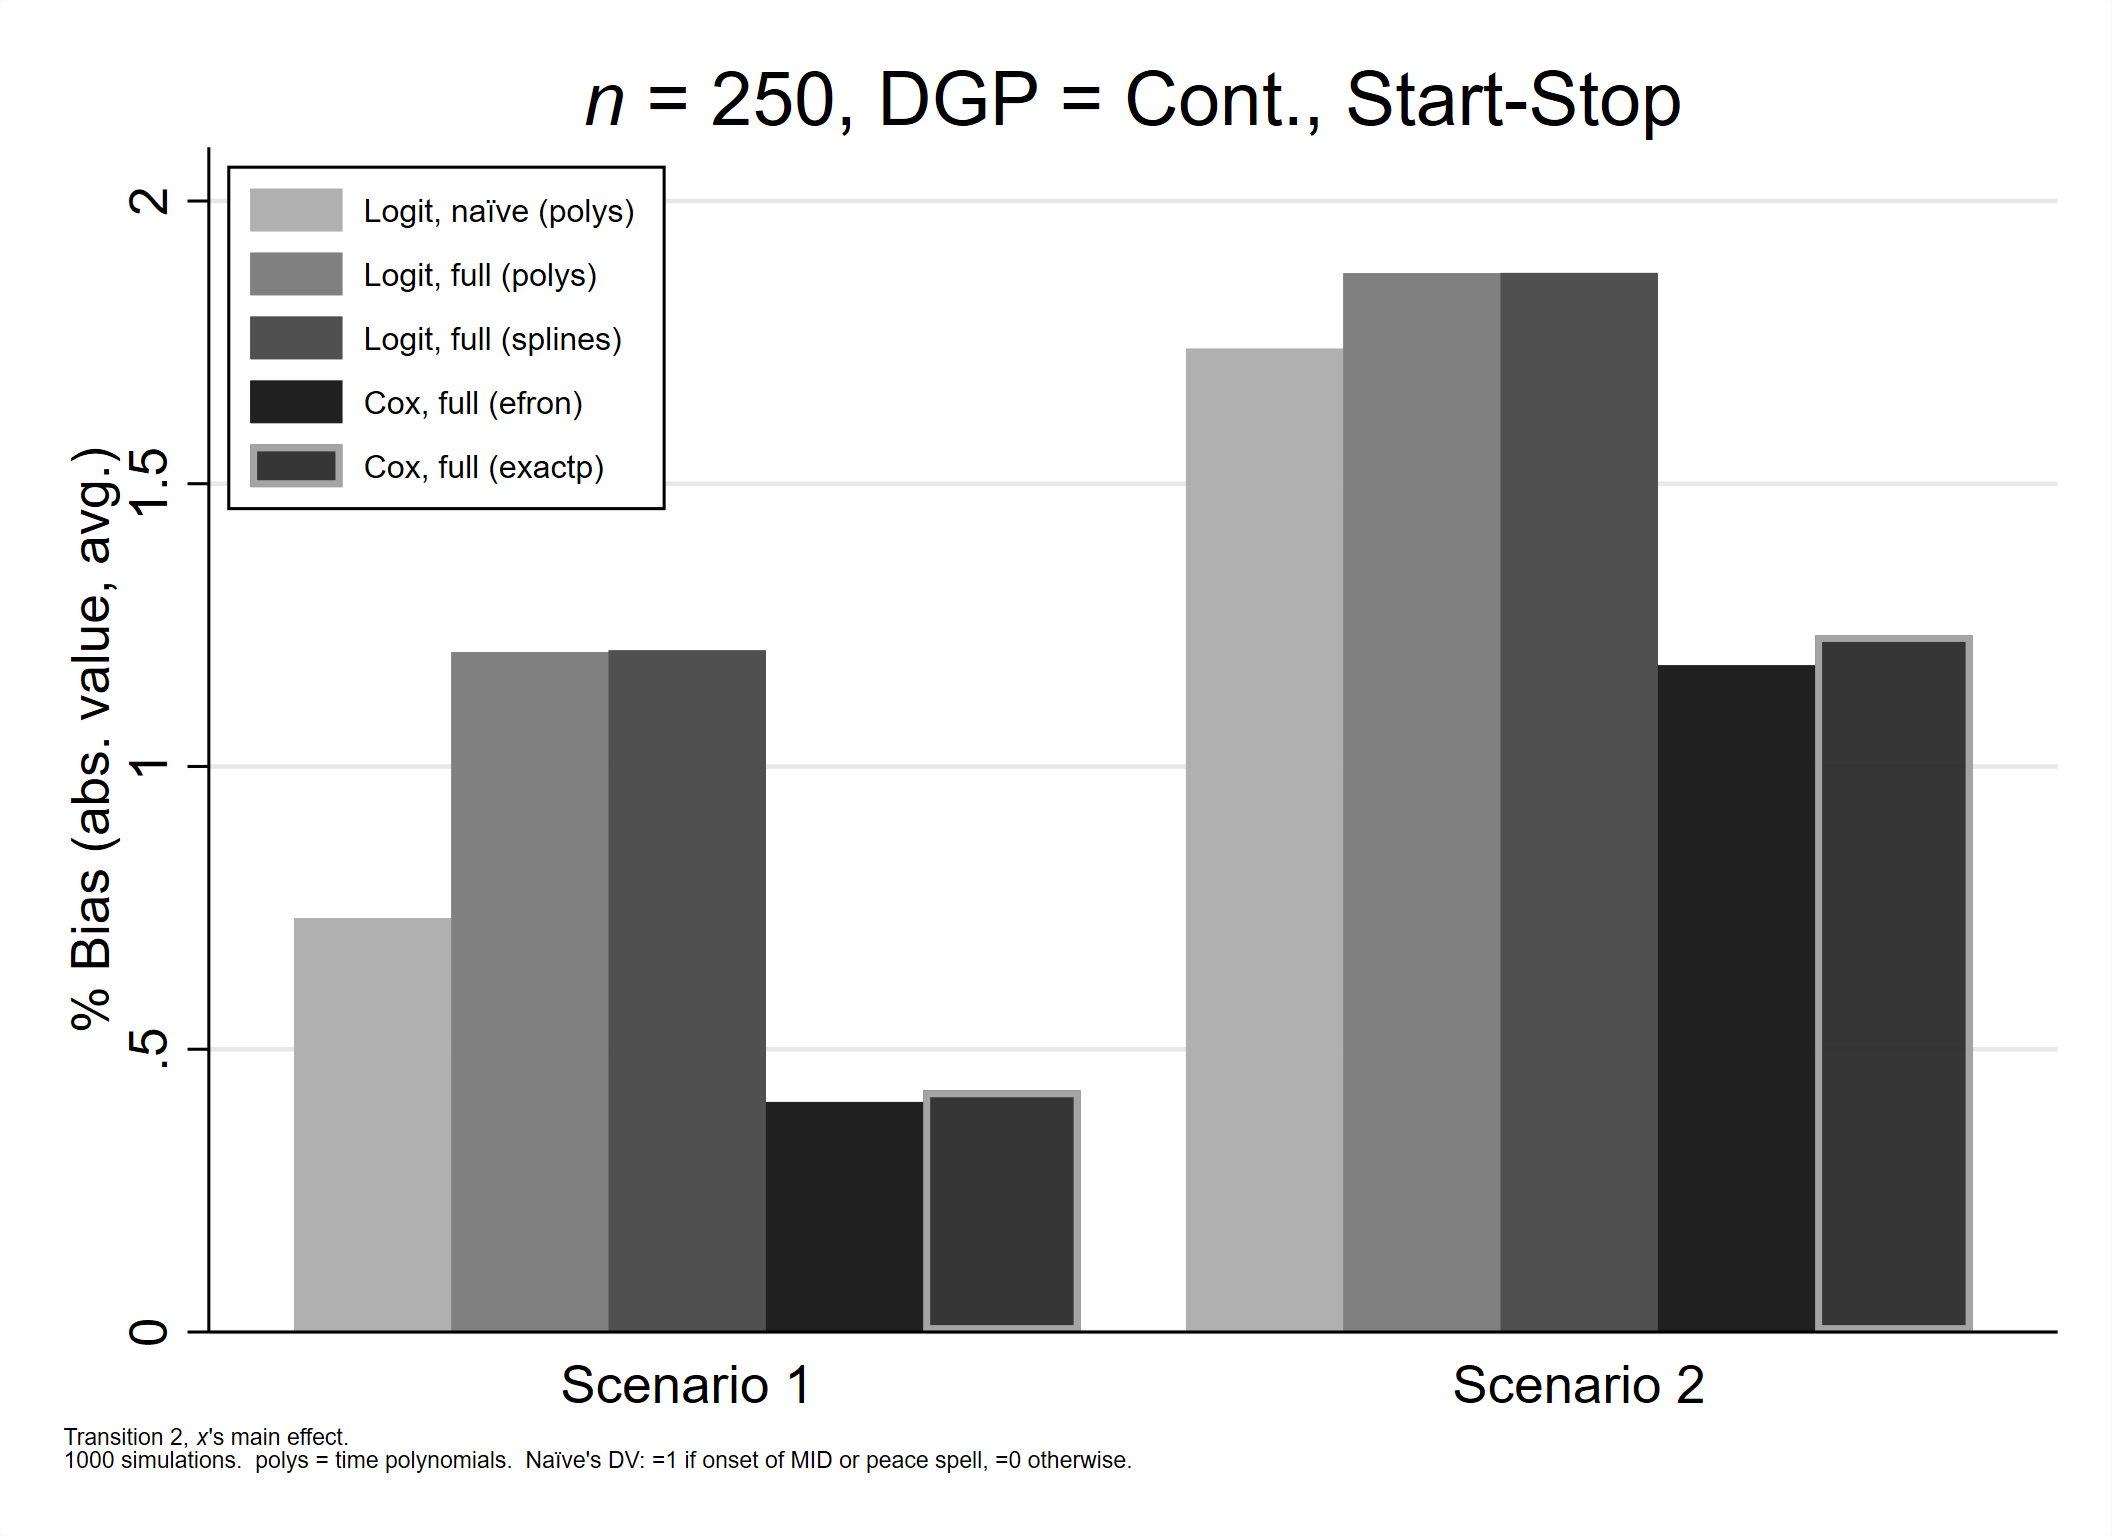 n = 250, DGP = Cont., Start-Stop
Logit, naïve (polys)
Logit, full (polys)
Logit, full (splines)
Cox, full (efron)
Cox, full (exactp)
% Bias (abs. value, avg.)
2
1.5
1
.5
0
Scenario 1
Scenario 2
Transition 2, x's main effect.
1000 simulations.  polys = time polynomials.  Naïve's DV: =1 if onset of MID or peace spell, =0 otherwise.